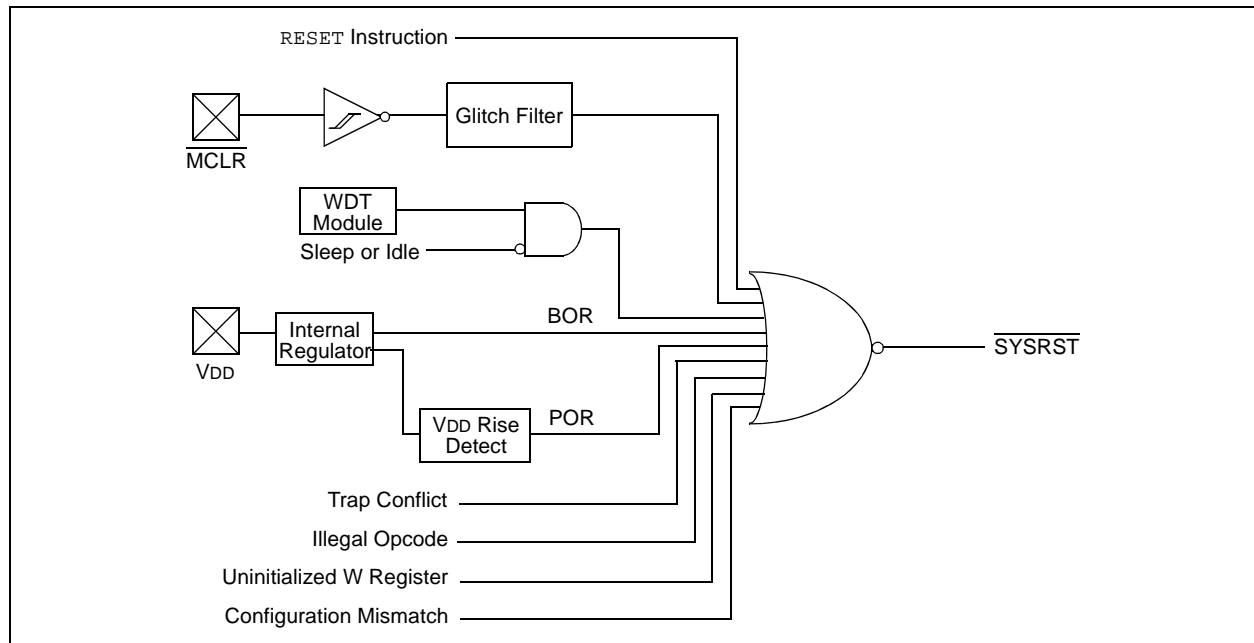 RESET Instruction
Glitch Filter
MCLR
WDT
Module
Sleep or Idle
BOR
Internal
Regulator
VDD
SYSRST
POR
VDD Rise
Detect
Trap Conflict
Illegal Opcode
Uninitialized W Register
Configuration Mismatch